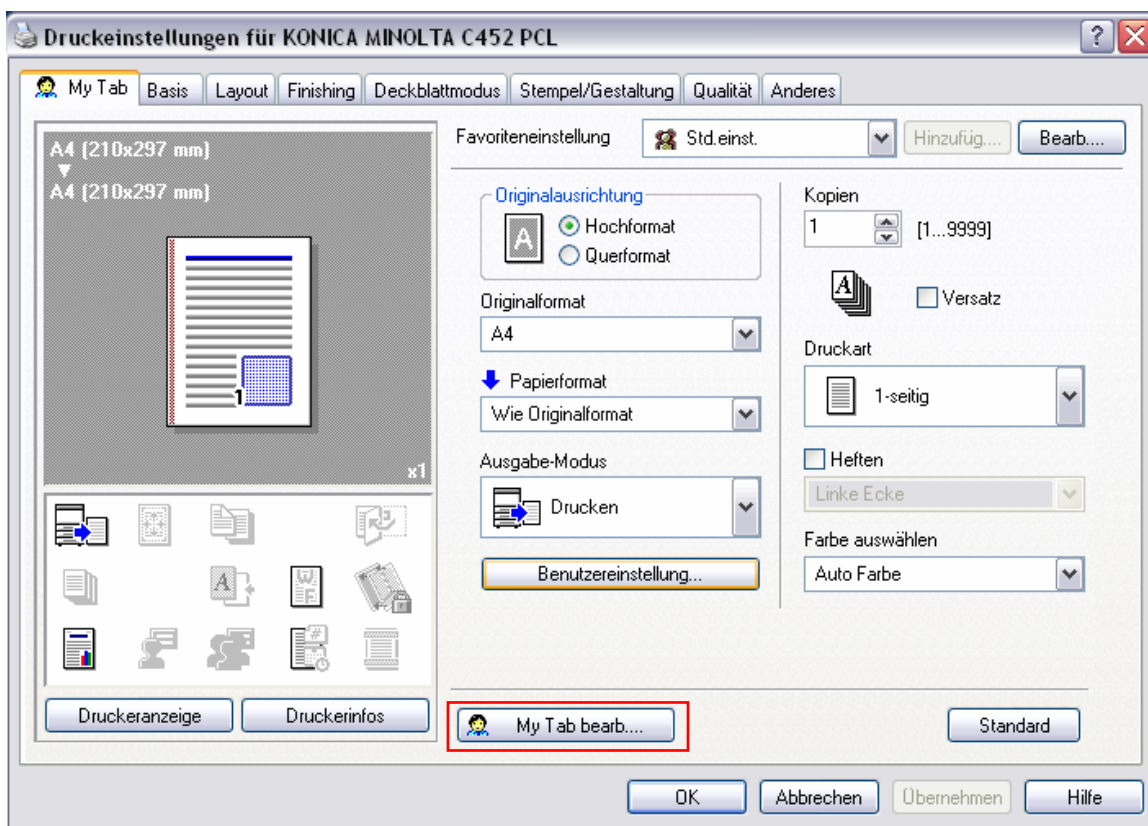 Druckeinstellungen für KONICA MINOLTA C452 PCL
My Tab Basis Layout Finishing Deckblattmodus Stempel/Gestaltung Qualität Anderes
A4 (210x297 mm)
A4 (210x297 mm)
1
x1
Druckeranzeige Druckerinfos
Favoriteneinstellung Std.einst. Hinzufüg.... Bearb....
Originalausrichtung
A
Hochformat
Querformat
Originalformat
A4
Papierformat
Wie Originalformat
Ausgabe-Modus
Drucken
Benutzereinstellung...
Kopien
1 [1...9999]
A
Versatz
Druckart
1-seitig
Heften
Linke Ecke
Farbe auswählen
Auto Farbe
My Tab bearb.... Standard
OK Abbrechen Übernehmen Hilfe